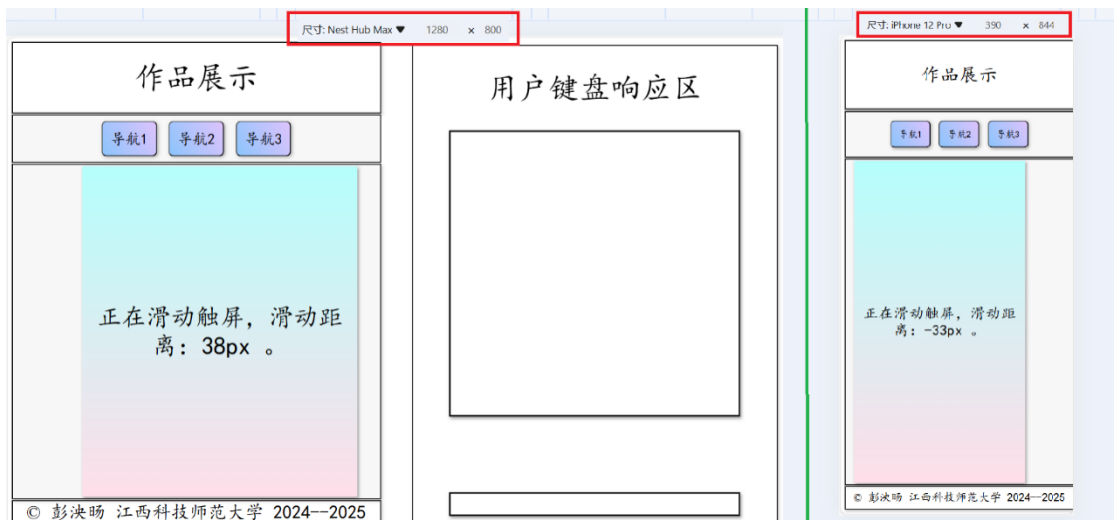 尺寸: Nest Hub Max ▼ 1280 × 800
作品展示
导航1 导航2 导航3
正在滑动触屏，滑动距
离：38px 。
© 彭泱旸 江西科技师范大学 2024--2025
用户键盘响应区
尺寸: iPhone 12 Pro ▼ 390 × 844
作品展示
导航1 导航2 导航3
正在滑动触屏，滑动距
离：-33px 。
© 彭泱旸 江西科技师范大学 2024--2025